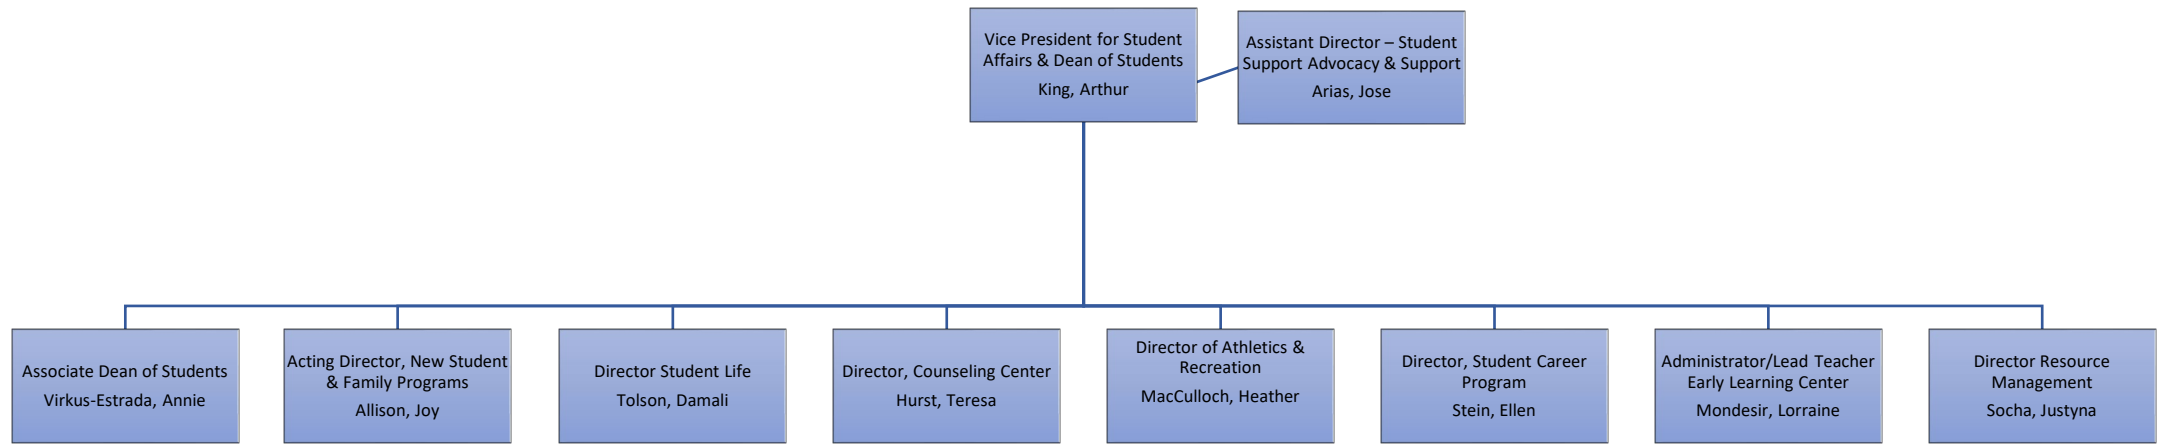 Vice President for Student
Affairs & Dean of Students
King, Arthur
Assistant Director – Student
Support Advocacy & Support
Arias, Jose
Associate Dean of Students
Virkus-Estrada, Annie
Acting Director, New Student
& Family Programs
Allison, Joy
Director Student Life
Tolson, Damali
Director, Counseling Center
Hurst, Teresa
Director of Athletics &
Recreation
MacCulloch, Heather
Director, Student Career
Program
Stein, Ellen
Administrator/Lead Teacher
Early Learning Center
Mondesir, Lorraine
Director Resource
Management
Socha, Justyna